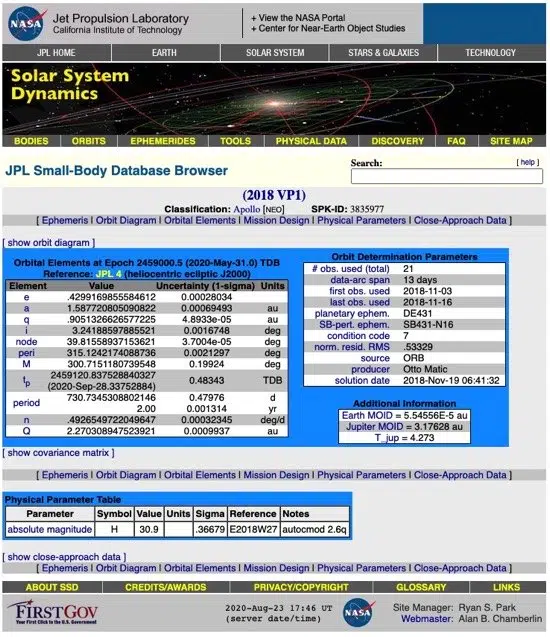 NASA
Jet Propulsion Laboratory
California Institute of Technology
+ View the NASA Portal
+ Center for Near-Earth Object Studies
JPL HOME EARTH SOLAR SYSTEM STARS & GALAXIES TECHNOLOGY
Solar System
Dynamics
BODIES ORBITS EPHEMERIDES TOOLS PHYSICAL DATA DISCOVERY FAQ SITE MAP
JPL Small-Body Database Browser
Search: [ help ]
(2018 VP1)
Classification: Apollo [NEO] SPK-ID: 3835977
[ Ephemeris | Orbit Diagram | Orbital Elements | Mission Design | Physical Parameters | Close-Approach Data ]
[ show orbit diagram ]
Orbital Elements at Epoch 2459000.5 (2020-May-31.0) TDB
Reference: JPL 4 (heliocentric ecliptic J2000)
Element Value Uncertainty (1-sigma) Units
e .4299169855584612 0.00028034
a 1.587720805090822 0.00069493 au
q .9051326626577225 4.8933e-05 au
i 3.24188597885521 0.0016748 deg
node 39.81558937153621 3.7004e-05 deg
peri 315.1242174088736 0.0021297 deg
M 300.7151180739548 0.19924 deg
tp 2459120.837528840327
(2020-Sep-28.33752884) 0.48343 TDB
period 730.7345308802146
2.00 0.47976
0.001314 d
yr
n .4926549722049647 0.00032345 deg/d
Q 2.270308947523921 0.0009937 au
Orbit Determination Parameters
# obs. used (total) 21
data-arc span 13 days
first obs. used 2018-11-03
last obs. used 2018-11-16
planetary ephem. DE431
SB-pert. ephem. SB431-N16
condition code 7
norm. resid. RMS .53329
source ORB
producer Otto Matic
solution date 2018-Nov-19 06:41:32
Additional Information
Earth MOID = 5.54556E-5 au
Jupiter MOID = 3.17628 au
T_jup = 4.273
[ show covariance matrix ]
[ Ephemeris | Orbit Diagram | Orbital Elements | Mission Design | Physical Parameters | Close-Approach Data ]
Physical Parameter Table
Parameter Symbol Value Units Sigma Reference Notes
absolute magnitude H 30.9 .36679 E2018W27 autocmod 2.6q
[ show close-approach data ]
[ Ephemeris | Orbit Diagram | Orbital Elements | Mission Design | Physical Parameters | Close-Approach Data ]
ABOUT SSD CREDITS/AWARDS PRIVACY/COPYRIGHT GLOSSARY LINKS
FIRSTGOV
Your First Click to the U.S. Government
2020-Aug-23 17:46 UT
(server date/time)
NASA
Site Manager: Ryan S. Park
Webmaster: Alan B. Chamberlin